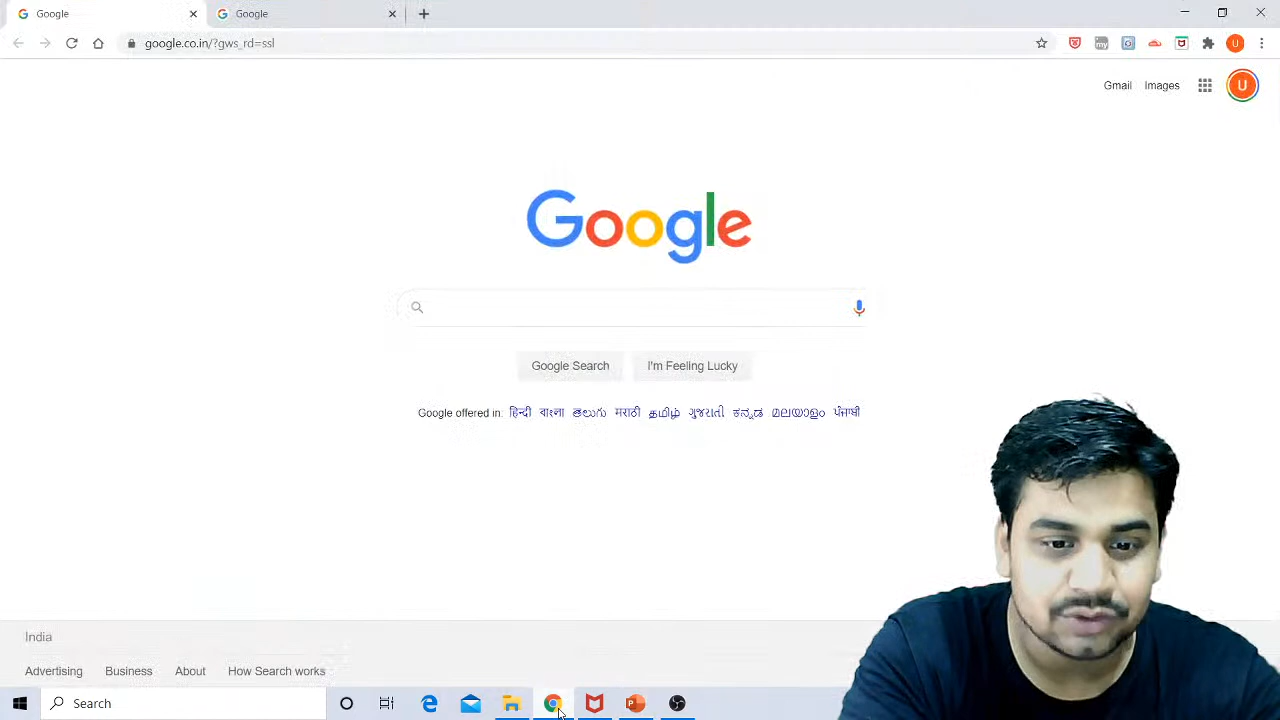 Google
Google
google.co.in/?gws_rd=ssl
U
Gmail
Images
U
Google
Google Search
I'm Feeling Lucky
Google offered in: हिन्दी বাংলা తెలుగు मराठी தமிழ் ગુજરાતી ಕನ್ನಡ മലയാളം ਪੰਜਾਬੀ
India
Advertising Business About How Search works
Search